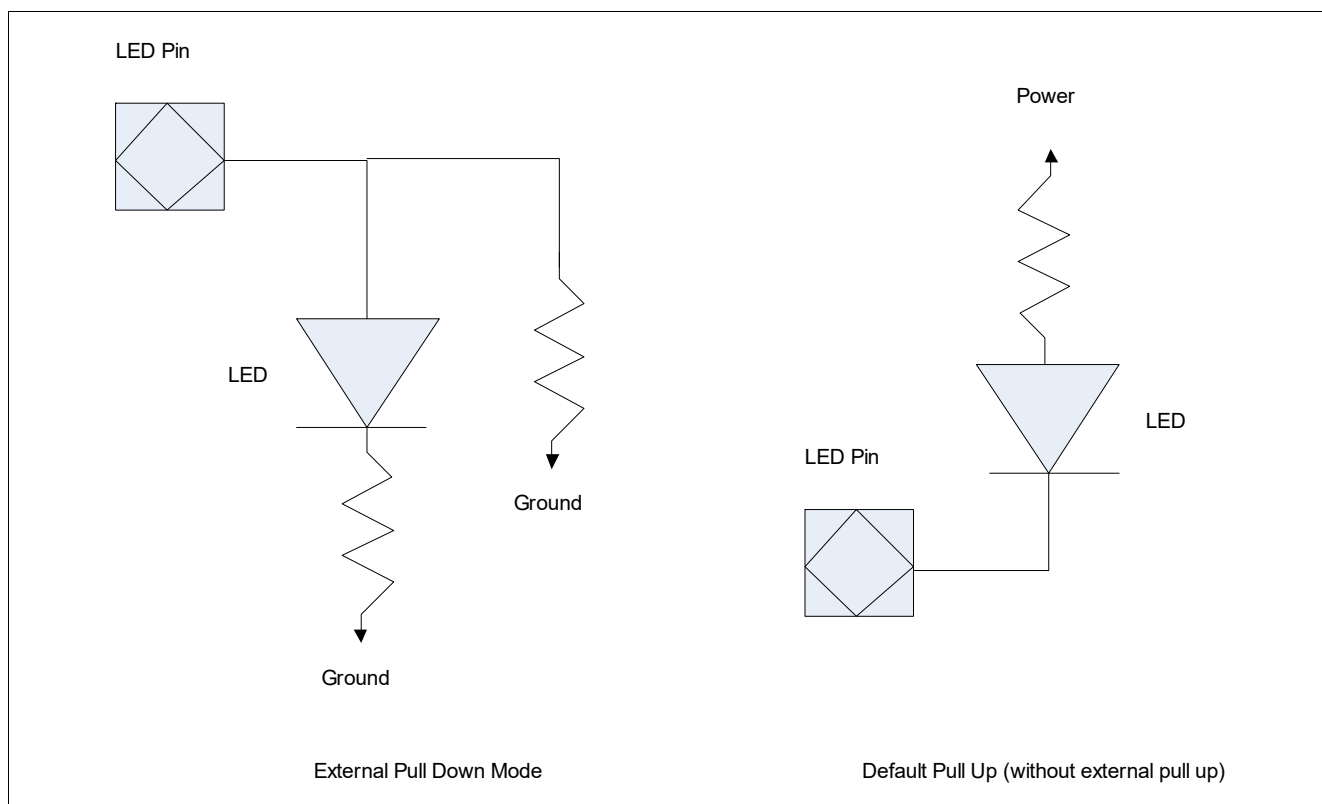 LED Pin
Power
LED
LED
LED Pin
Ground
Ground
External Pull Down Mode
Default Pull Up (without external pull up)